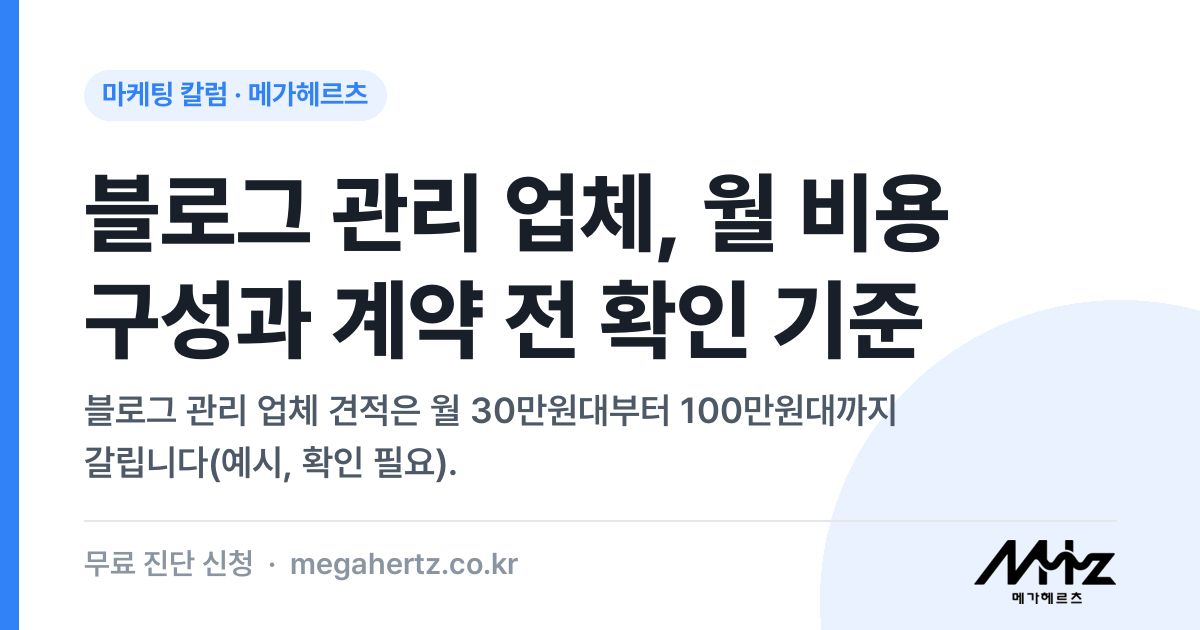 마케팅 칼럼 · 메가헤르츠
블로그 관리 업체, 월 비용
구성과 계약 전 확인 기준
블로그 관리 업체 견적은 월 30만원대부터 100만원대까지
갈립니다(예시, 확인 필요).
무료 진단 신청 · megahertz.co.kr
MHz
메가헤르츠